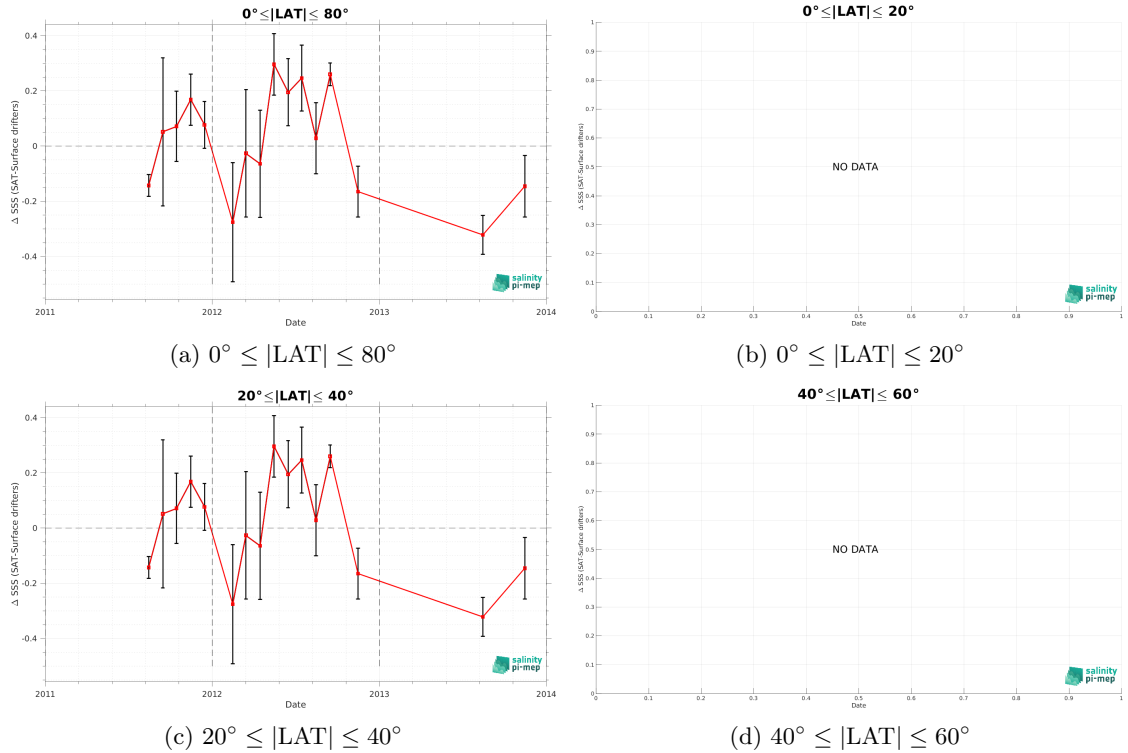 0°≤|LAT|≤ 80°
Δ SSS (SAT-Surface drifters)
0.4
0.2
0
-0.2
-0.4
salinity
pi-mep
2011 2012 2013 2014
Date
(a) 0° ≤ |LAT| ≤ 80°
0°≤|LAT|≤ 20°
Δ SSS (SAT-Surface drifters)
1
0.9
0.8
0.7
0.6
0.5
0.4
0.3
0.2
0.1
0
NO DATA
salinity
pi-mep
0 0.1 0.2 0.3 0.4 0.5 0.6 0.7 0.8 0.9 1
Date
(b) 0° ≤ |LAT| ≤ 20°
20°≤|LAT|≤ 40°
Δ SSS (SAT-Surface drifters)
0.4
0.2
0
-0.2
-0.4
salinity
pi-mep
2011 2012 2013 2014
Date
(c) 20° ≤ |LAT| ≤ 40°
40°≤|LAT|≤ 60°
Δ SSS (SAT-Surface drifters)
1
0.9
0.8
0.7
0.6
0.5
0.4
0.3
0.2
0.1
0
NO DATA
salinity
pi-mep
0 0.1 0.2 0.3 0.4 0.5 0.6 0.7 0.8 0.9 1
Date
(d) 40° ≤ |LAT| ≤ 60°